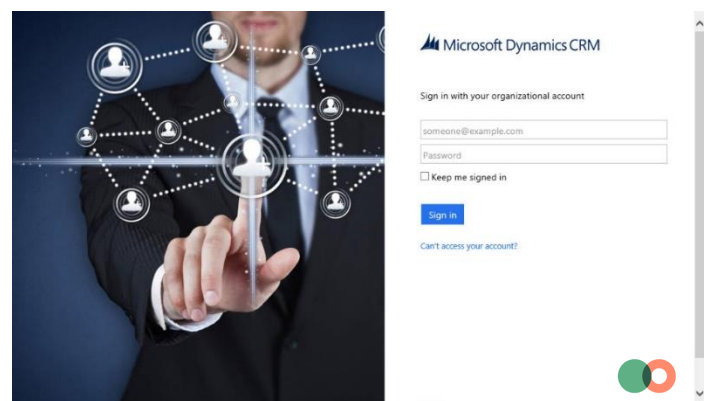 Microsoft Dynamics CRM
Sign in with your organizational account
someone@example.com
Password
Keep me signed in
Sign in
Can't access your account?